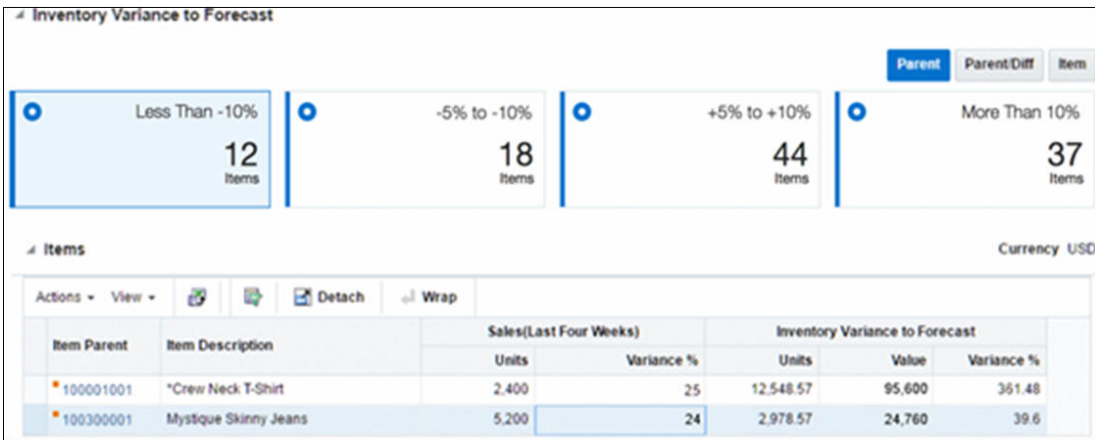 Inventory Variance to Forecast
Parent Parent/Diff Item
Less Than -10% -5% to -10% +5% to +10% More Than 10%
12 18 44 37
Items Items Items Items
Items Currency USD
Actions View Detach Wrap
Item Parent Item Description Sales(Last Four Weeks) Inventory Variance to Forecast
Units Variance % Units Value Variance %
100001001 *Crew Neck T-Shirt 2,400 25 12,548.57 95,600 361.48
100300001 Mystique Skinny Jeans 5,200 24 2,978.57 24,760 39.6